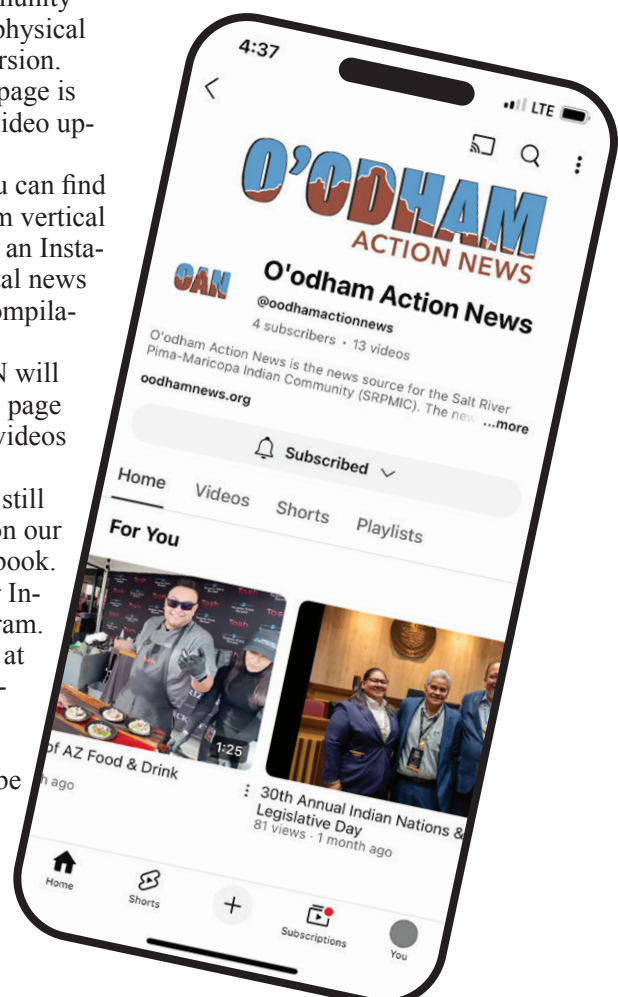 munity
physical
rsion.
page is
video up-
u can find
m vertical
an Insta-
tal news
ompila-
N will
page
videos
still
on our
book.
In-
ram.
at
-
be
4:37
LTE
O'ODHAM
ACTION NEWS
OAN
O'odham Action News
@oodhamactionnews
4 subscribers • 13 videos
O'odham Action News is the news source for the Salt River
Pima-Maricopa Indian Community (SRPMIC). The new ...more
oodhamnews.org
Subscribed
Home Videos Shorts Playlists
For You
1:25
of AZ Food & Drink
h ago
30th Annual Indian Nations &
Legislative Day
81 views · 1 month ago
Home
Shorts
+
Subscriptions
You